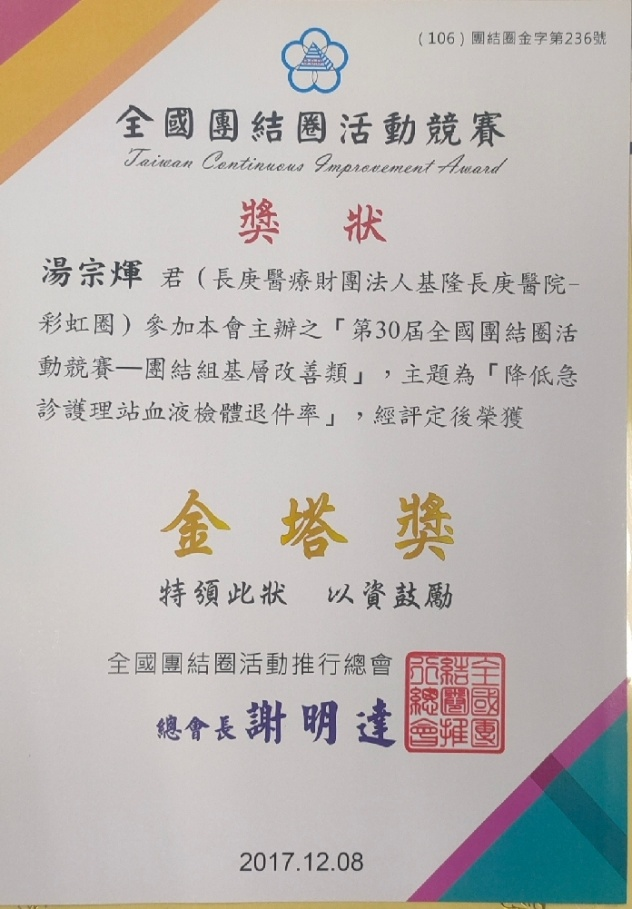 （106）團結圈金字第236號
全國團結圈活動競賽
Taiwan Continuous Improvement Award
獎 狀
湯宗煇 君（長庚醫療財團法人基隆長庚醫院-
彩虹圈）參加本會主辦之「第30屆全國團結圈活
動競賽—團結組基層改善類」，主題為「降低急
診護理站血液檢體退件率」，經評定後榮獲
金 塔 獎
特頒此狀 以資鼓勵
全國團結圈活動推行總會
總會長 謝明達
全國團
結圈推
行總會
2017.12.08